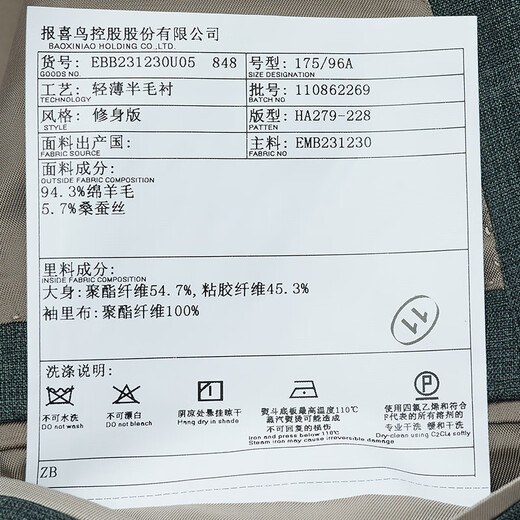 报喜鸟控股股份有限公司
BAOXINIAO HOLDING CO.,LTD.
货号: EBB231230U05 848 号型: 175/96A
GOODS NO. SIZE DESIGNATION
工艺: 轻薄半毛衬 批号: 110862269
TECHNOLOGY BATCH NO
风格: 修身版 版型: HA279-228
STYLE PATTEN
面料出产国: 主料: EMB231230
FABRIC SOURCE FABRIC NO
面料成分:
OUTSIDE FABRIC COMPOSITION
94.3%绵羊毛
5.7%桑蚕丝
里料成分:
INSIDE FABRIC COMPOSITION
大身: 聚酯纤维54.7%,粘胶纤维45.3%
袖里布: 聚酯纤维100%
11
洗涤说明:
不可水洗 不可漂白 阴凉处悬挂晾干 熨斗底板最高温度110℃ 使用四氯乙烯和符合
Do not wash DO not bleach Hang dry in shade 蒸汽熨烫可能造成 P代表的所有溶剂的
不可回复的损伤 专业干洗 缓和干洗
Iron and press below 110℃ Dry-clean using C2CL4 softly
Steam iron may cause irreversible damage
P
ZB